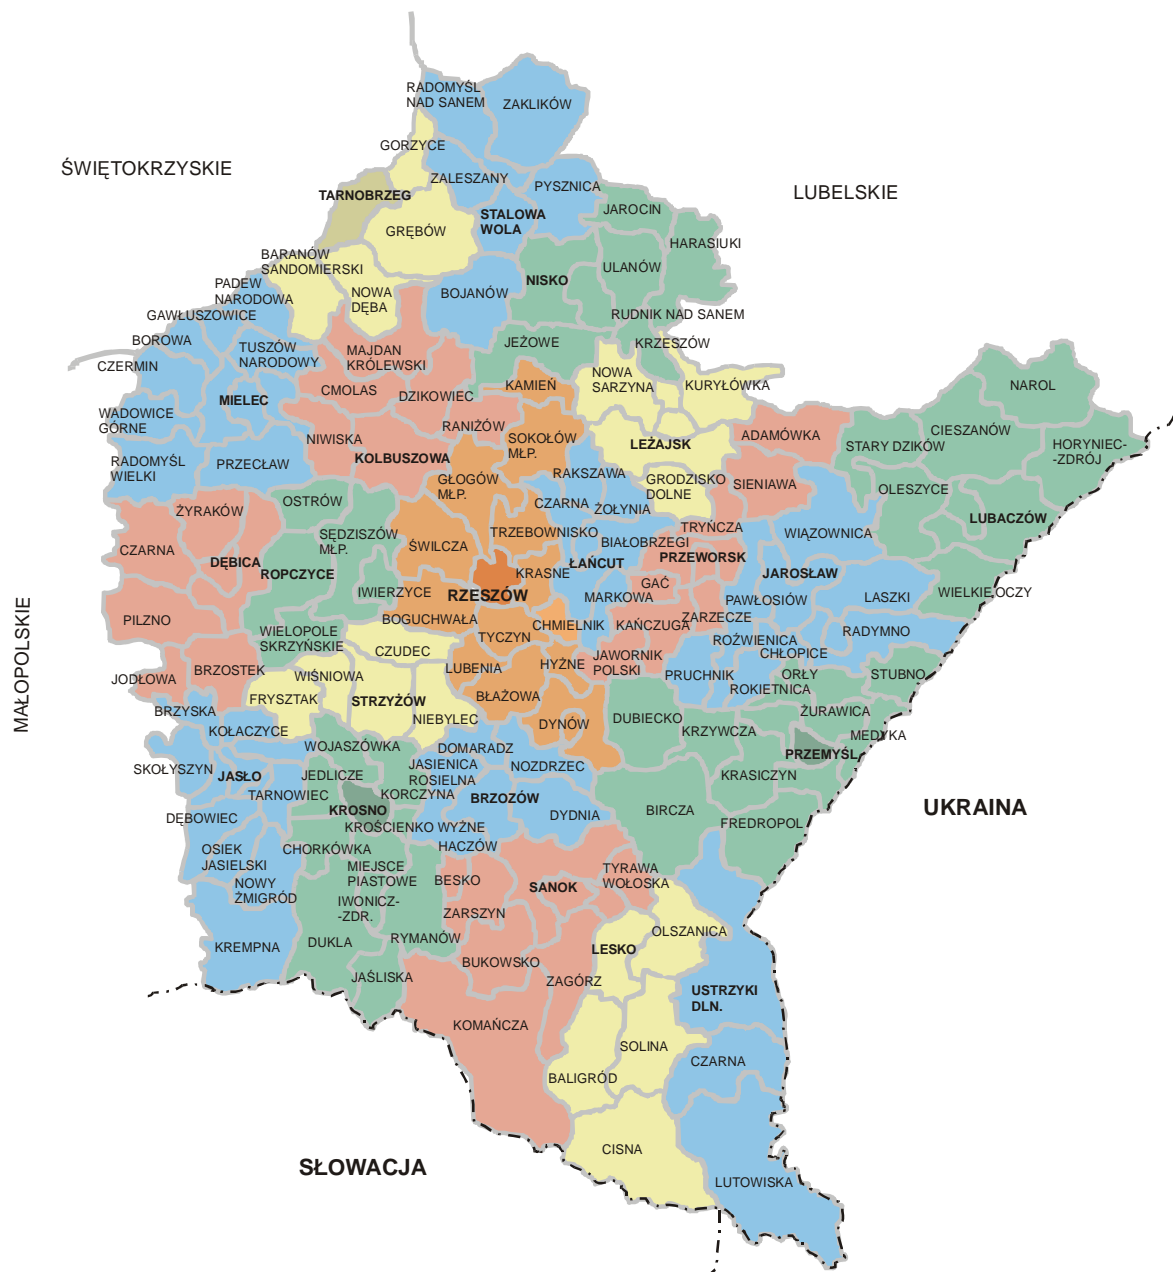 RADOMYŚL
NAD SANEM
ZAKLIKÓW
GORZYCE
ŚWIĘTOKRZYSKIE
ZALESZANY
PYSZNICA
LUBELSKIE
TARNOBRZEG
STALOWA
WOLA
JAROCIN
GRĘBÓW
HARASIUKI
BARANÓW
SANDOMIERSKI
ULANÓW
PADEW
NARODOWA
NOWA
DĘBA
BOJANÓW
NISKO
GAWŁUSZOWICE
RUDNIK NAD SANEM
BOROWA
TUSZÓW
NARODOWY
MAJDAN
KRÓLEWSKI
JEŻOWE
KRZESZÓW
CZERMIN
NOWA
SARZYNA
KURYŁÓWKA
NAROL
MIELEC
CMOLAS
DZIKOWIEC
KAMIEŃ
WADOWICE
GÓRNE
RANIŻÓW
CIESZANÓW
NIWISKA
KOLBUSZOWA
SOKOŁÓW
MŁP.
LEŻAJSK
ADAMÓWKA
STARY DZIKÓW
HORYNIEC-
-ZDRÓJ
RADOMYŚL
WIELKI
PRZECŁAW
GŁOGÓW
MŁP.
RAKSZAWA
GRODZISKO
DOLNE
SIENIAWA
OLESZYCE
OSTRÓW
CZARNA
ŻOŁYNIA
ŻYRAKÓW
LUBACZÓW
SĘDZISZÓW
MŁP.
TRZEBOWNISKO
TRYŃCZA
WIĄZOWNICA
CZARNA
ŚWILCZA
BIAŁOBRZEGI
DĘBICA
ROPCZYCE
KRASNE
ŁAŃCUT
PRZEWORSK
JAROSŁAW
IWIERZYCE
RZESZÓW
GAĆ
MARKOWA
PAWŁOSIÓW
LASZKI
WIELKIE OCZY
MAŁOPOLSKIE
PILZNO
BOGUCHWAŁA
CHMIELNIK
KAŃCZUGA
ZARZECZE
WIELOPOLE
SKRZYŃSKIE
TYCZYN
ROŹWIENICA
RADYMNO
CZUDEC
CHŁOPICE
JODŁOWA
BRZOSTEK
WIŚNIOWA
LUBENIA
HYŻNE
JAWORNIK
POLSKI
PRUCHNIK
ORŁY
STUBNO
ROKIETNICA
FRYSZTAK
STRZYŻÓW
BŁAŻOWA
BRZYSKA
NIEBYLEC
DYNÓW
DUBIECKO
ŻURAWICA
KOŁACZYCE
KRZYWCZA
MEDYKA
WOJASZÓWKA
DOMARADZ
PRZEMYŚL
SKOŁYSZYN
JASŁO
JEDLICZE
JASIENICA
ROSIELNA
NOZDRZEC
KRASICZYN
TARNOWIEC
KORCZYNA
BRZOZÓW
KROSNO
BIRCZA
UKRAINA
DĘBOWIEC
DYDNIA
FREDROPOL
KROŚCIENKO WYŻNE
OSIEK
JASIELSKI
CHORKÓWKA
HACZÓW
MIEJSCE
PIASTOWE
BESKO
SANOK
TYRAWA
WOŁOSKA
NOWY
ŻMIGRÓD
IWONICZ-
-ZDR.
ZARSZYN
OLSZANICA
KREMPNA
DUKLA
RYMANÓW
LESKO
BUKOWSKO
JAŚLISKA
ZAGÓRZ
USTRZYKI
DLN.
KOMAŃCZA
SOLINA
CZARNA
BALIGRÓD
CISNA
SŁOWACJA
LUTOWISKA